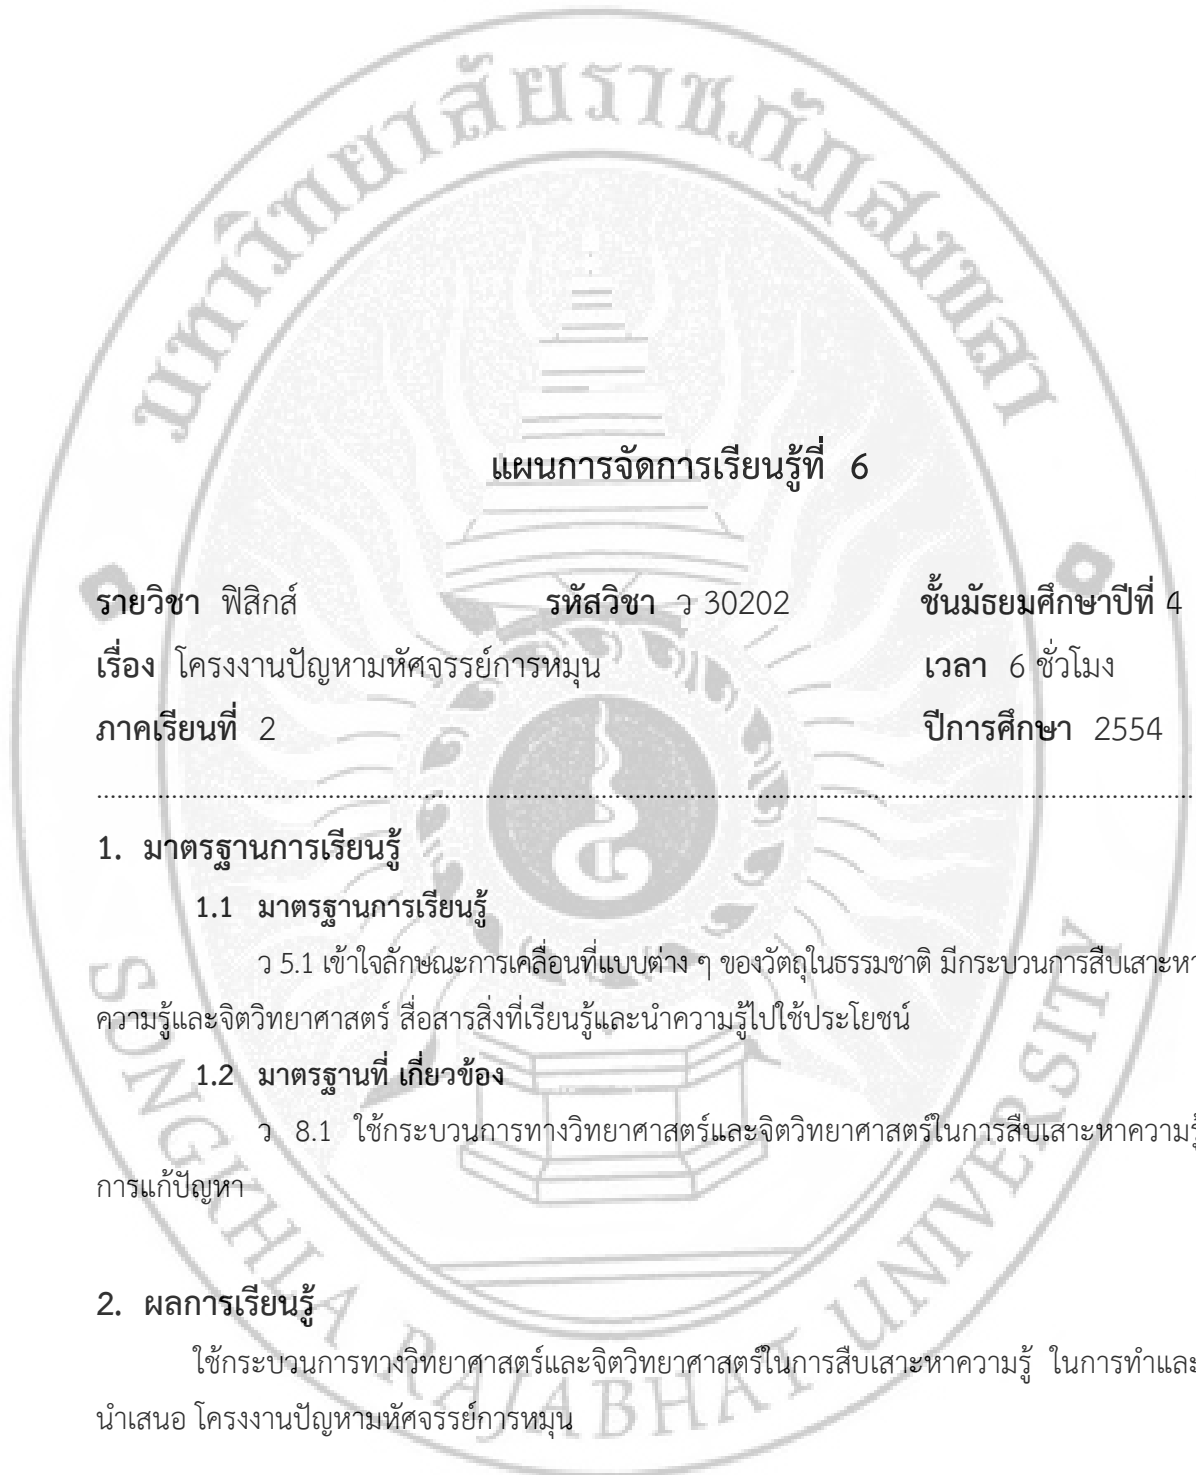 มหาวิทยาลัยราชภัฏสงขลา
แผนการจัดการเรียนรู้ที่ 6
รายวิชา ฟิสิกส์ รหัสวิชา ว 30202 ชั้นมัธยมศึกษาปีที่ 4
เรื่อง โครงงานปัญหามหัศจรรย์การหมุน เวลา 6 ชั่วโมง
ภาคเรียนที่ 2 ปีการศึกษา 2554
1. มาตรฐานการเรียนรู้
1.1 มาตรฐานการเรียนรู้
ว 5.1 เข้าใจลักษณะการเคลื่อนที่แบบต่าง ๆ ของวัตถุในธรรมชาติ มีกระบวนการสืบเสาะหา
ความรู้และจิตวิทยาศาสตร์ สื่อสารสิ่งที่เรียนรู้และนำความรู้ไปใช้ประโยชน์
1.2 มาตรฐานที่ เกี่ยวข้อง
ว 8.1 ใช้กระบวนการทางวิทยาศาสตร์และจิตวิทยาศาสตร์ในการสืบเสาะหาความรู้
การแก้ปัญหา
2. ผลการเรียนรู้
ใช้กระบวนการทางวิทยาศาสตร์และจิตวิทยาศาสตร์ในการสืบเสาะหาความรู้ ในการทำและ
นำเสนอ โครงงานปัญหามหัศจรรย์การหมุน
SONGKHLA RAJABHAT UNIVERSITY